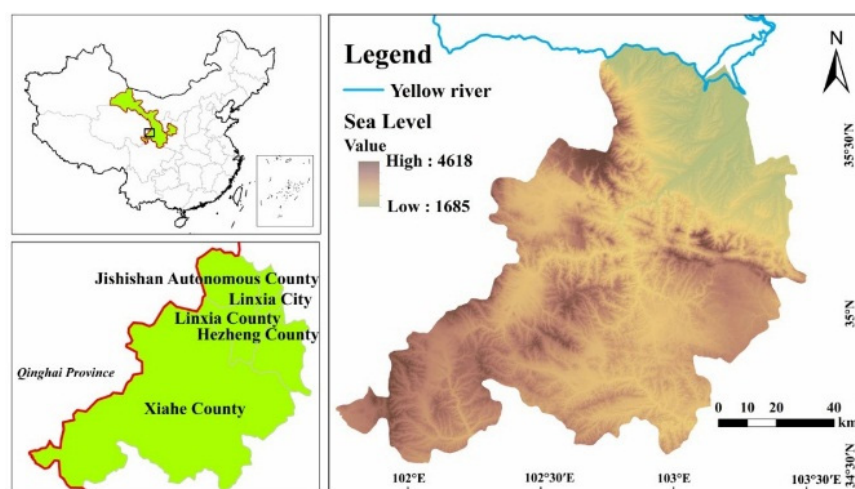 Jishishan Autonomous County
Linxia City
Linxia County
Hezheng County
Qinghai Province
Xiahe County
Legend
Yellow river
Sea Level
Value
High : 4618
Low : 1685
N
35°30'N
35°N
34°30'N
0 10 20 40
km
102°E
102°30'E
103°E
103°30'E